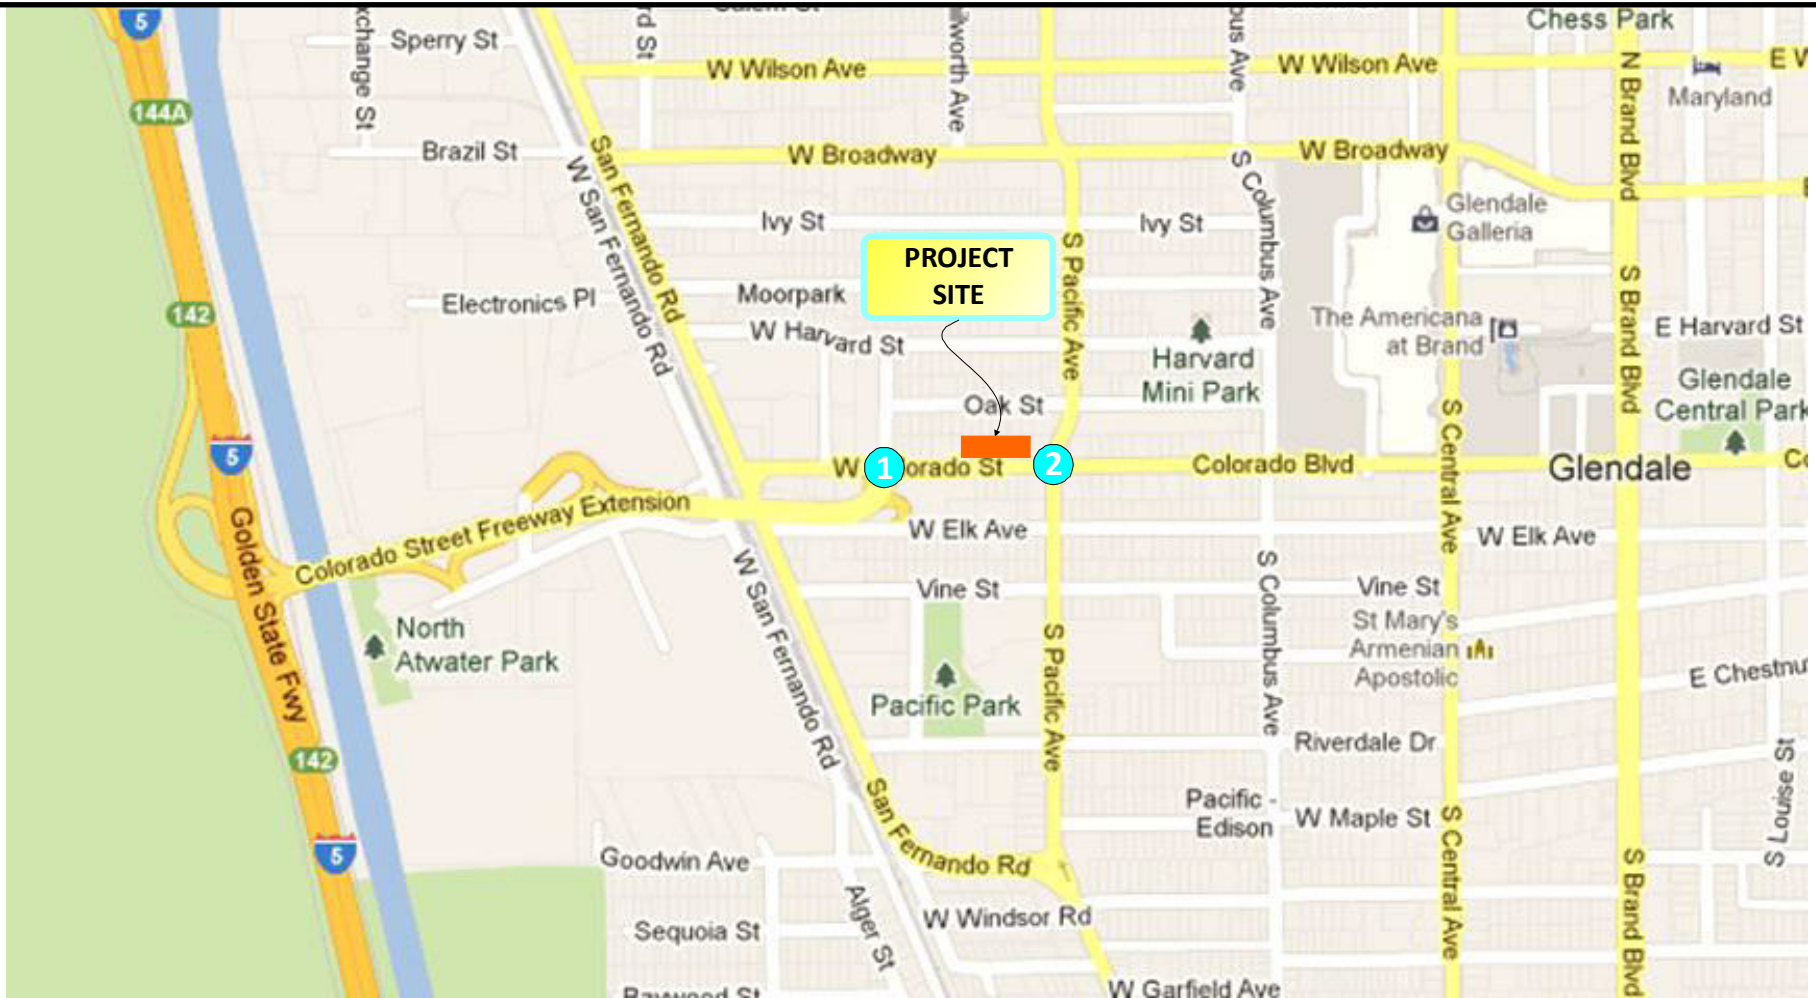 5
Sperry St
W Wilson Ave
W Wilson Ave
Chess Park
N Brand Blvd
Maryland
144A
Brazil St
W Broadway
W Broadway
San Fernando Rd
W San Fernando Rd
Ivy St
Ivy St
S Columbus Ave
Glendale
Galleria
PROJECT
SITE
S Pacific Ave
142
Electronics Pl
Moorpark
W Harvard St
Harvard
Mini Park
The Americana
at Brand
S Brand Blvd
E Harvard St
Glendale
Central Park
Oak St
5
1
2
Colorado Blvd
S Central Ave
Glendale
Golden State Fwy
Colorado Street Freeway Extension
W Elk Ave
W Elk Ave
Vine St
Vine St
S Columbus Ave
St Mary's
Armenian
Apostolic
North
Atwater Park
W San Fernando Rd
Pacific Park
S Pacific Ave
E Chestnu
Riverdale Dr
142
San Fernando Rd
Pacific -
Edison
W Maple St
S Central Ave
S Louise St
5
Goodwin Ave
Alger St
W Windsor Rd
Sequoia St
S Brand Blvd
W Garfield Ave